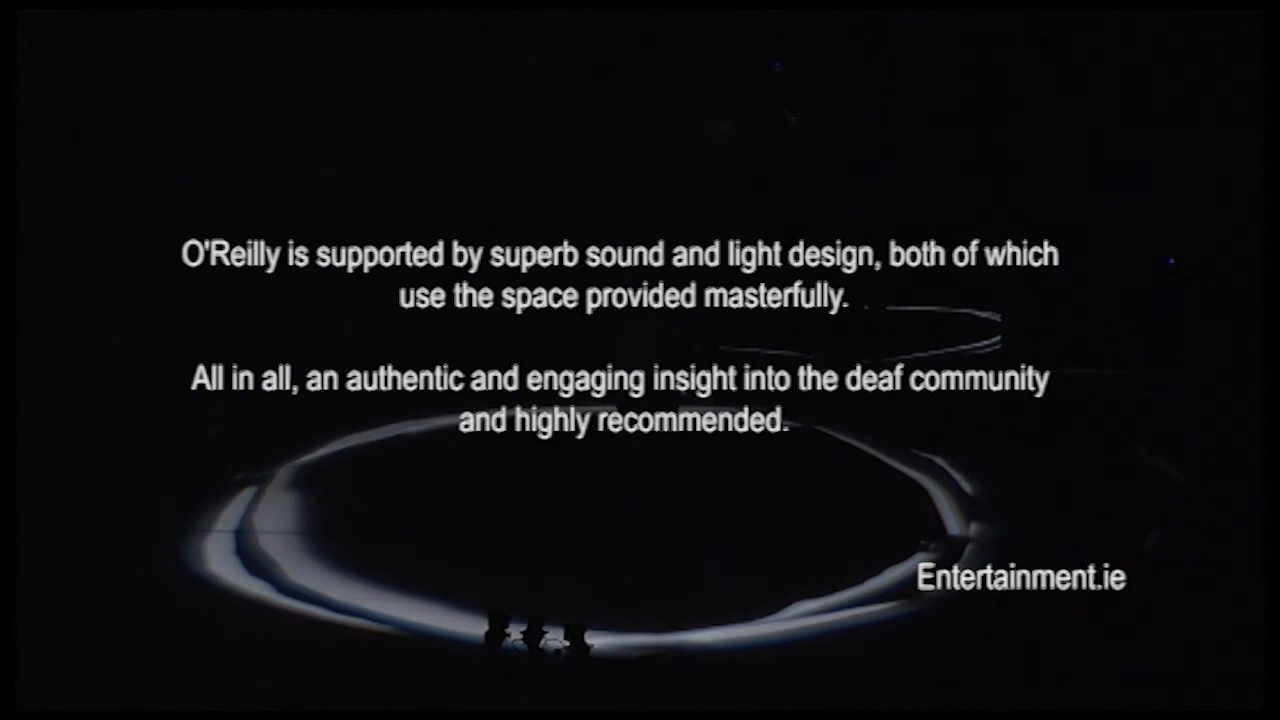 O'Reilly is supported by superb sound and light design, both of which
use the space provided masterfully.
All in all, an authentic and engaging insight into the deaf community
and highly recommended.
Entertainment.ie